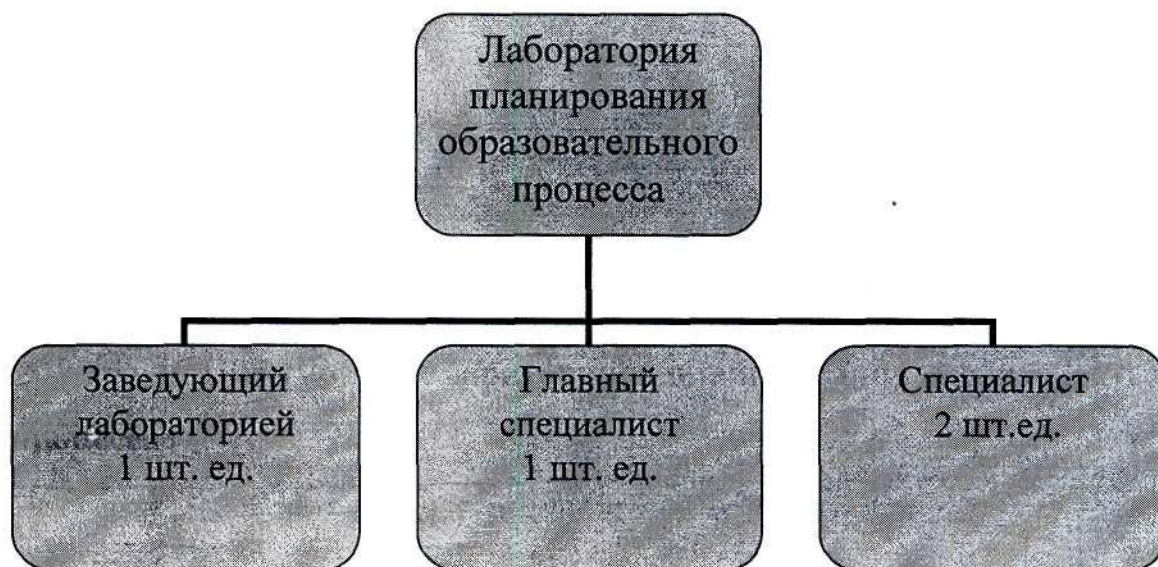 Лаборатория
планирования
образовательного
процесса
Заведующий
лабораторией
1 шт. ед.
Главный
специалист
1 шт. ед.
Специалист
2 шт.ед.